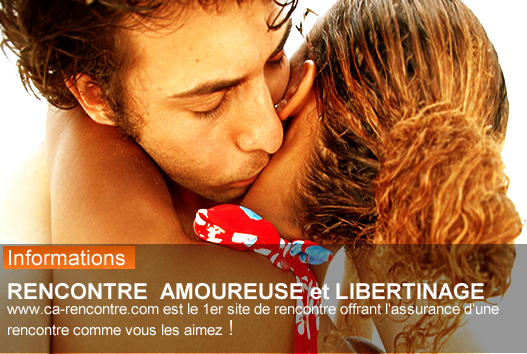 Informations
RENCONTRE AMOUREUSE et LIBERTINAGE
www.ca-rencontre.com est le 1er site de rencontre offrant l'assurance d'une
rencontre comme vous les aimez !